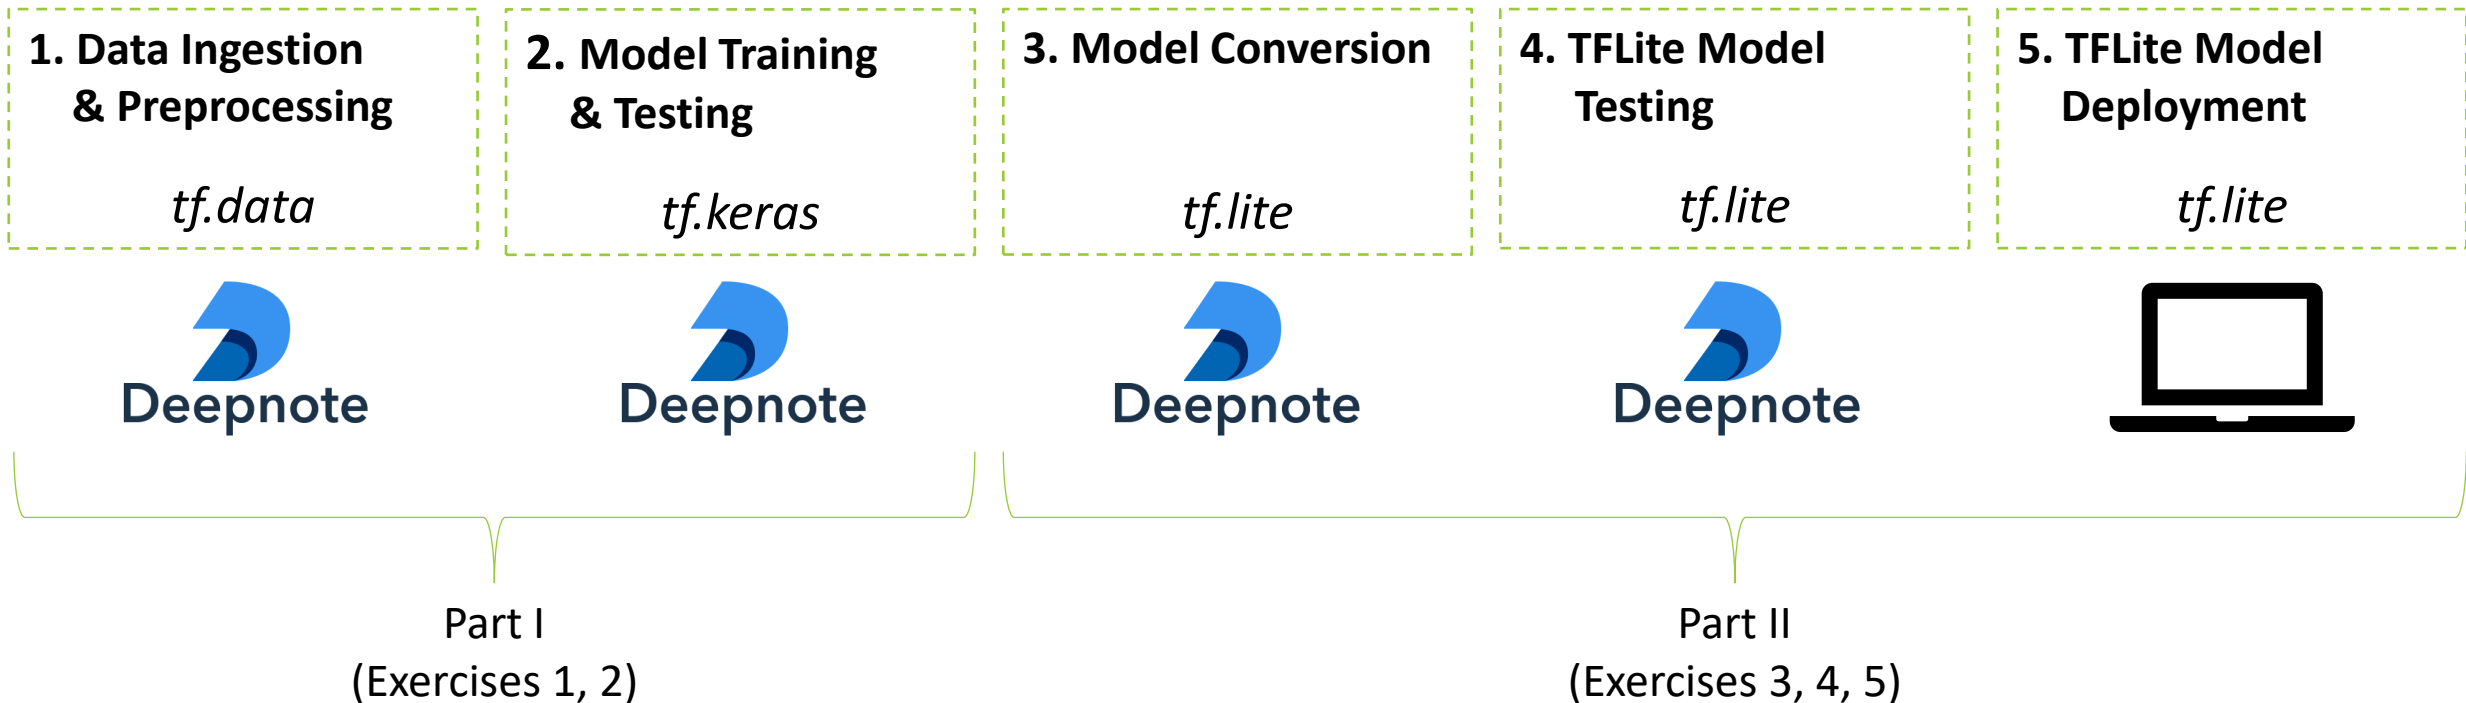 1. Data Ingestion
& Preprocessing
tf.data
2. Model Training
& Testing
tf.keras
3. Model Conversion
tf.lite
4. TFLite Model
Testing
tf.lite
5. TFLite Model
Deployment
tf.lite
Deepnote
Deepnote
Deepnote
Deepnote
Part I
(Exercises 1, 2)
Part II
(Exercises 3, 4, 5)